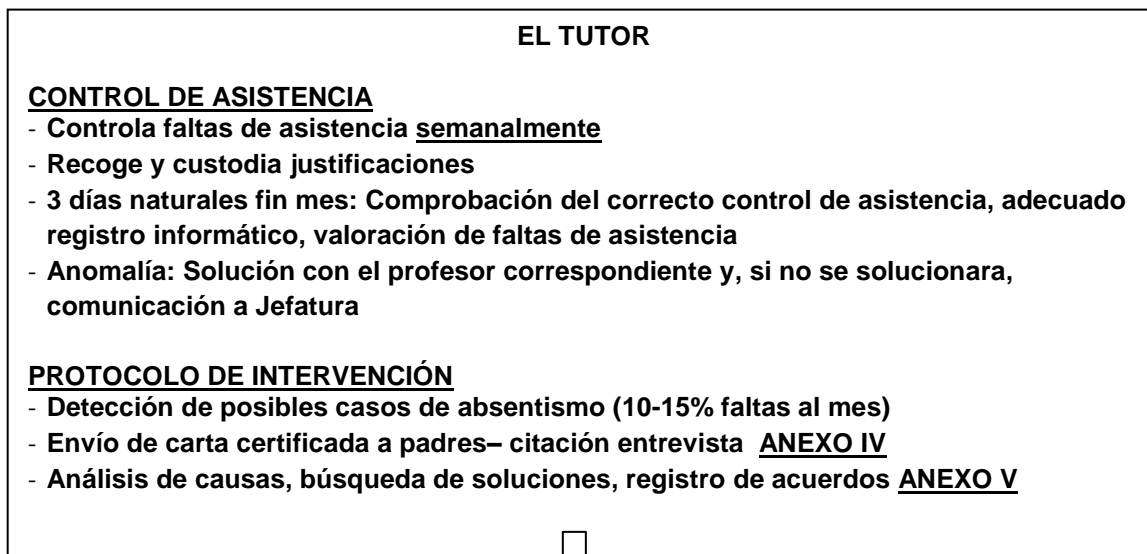 EL TUTOR
CONTROL DE ASISTENCIA
- Controla faltas de asistencia semanalmente
- Recoge y custodia justificaciones
- 3 días naturales fin mes: Comprobación del correcto control de asistencia, adecuado
registro informático, valoración de faltas de asistencia
- Anomalía: Solución con el profesor correspondiente y, si no se solucionara,
comunicación a Jefatura
PROTOCOLO DE INTERVENCIÓN
- Detección de posibles casos de absentismo (10-15% faltas al mes)
- Envío de carta certificada a padres– citación entrevista ANEXO IV
- Análisis de causas, búsqueda de soluciones, registro de acuerdos ANEXO V